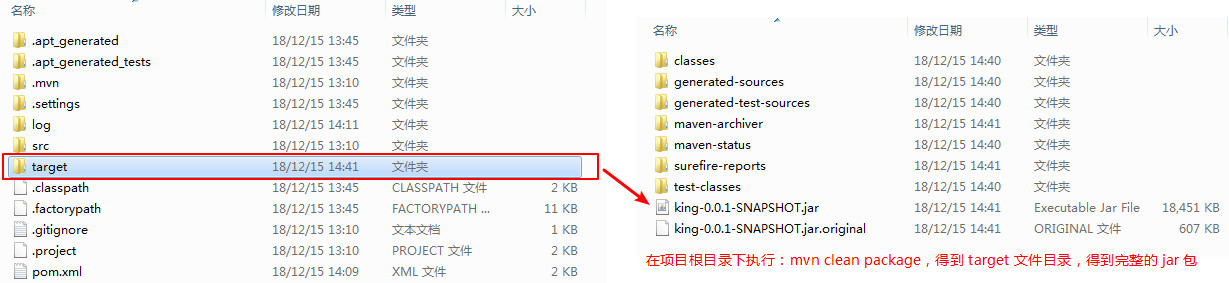 名称 修改日期 类型 大小
.apt_generated 18/12/15 13:45 文件夹
.apt_generated_tests 18/12/15 13:45 文件夹
.mvn 18/12/15 13:10 文件夹
.settings 18/12/15 13:45 文件夹
log 18/12/15 14:11 文件夹
src 18/12/15 13:10 文件夹
target 18/12/15 14:41 文件夹
.classpath 18/12/15 13:45 CLASSPATH 文件 2 KB
.factorypath 18/12/15 13:45 FACTORYPATH ... 11 KB
.gitignore 18/12/15 13:10 文本文档 1 KB
.project 18/12/15 13:10 PROJECT 文件 2 KB
pom.xml 18/12/15 14:09 XML 文件 2 KB
名称 修改日期 类型 大小
classes 18/12/15 14:40 文件夹
generated-sources 18/12/15 14:40 文件夹
generated-test-sources 18/12/15 14:40 文件夹
maven-archiver 18/12/15 14:41 文件夹
maven-status 18/12/15 14:40 文件夹
surefire-reports 18/12/15 14:41 文件夹
test-classes 18/12/15 14:40 文件夹
king-0.0.1-SNAPSHOT.jar 18/12/15 14:41 Executable Jar File 18,451 KB
king-0.0.1-SNAPSHOT.jar.original 18/12/15 14:41 ORIGINAL 文件 607 KB
在项目根目录下执行：mvn clean package，得到 target 文件目录，得到完整的 jar 包